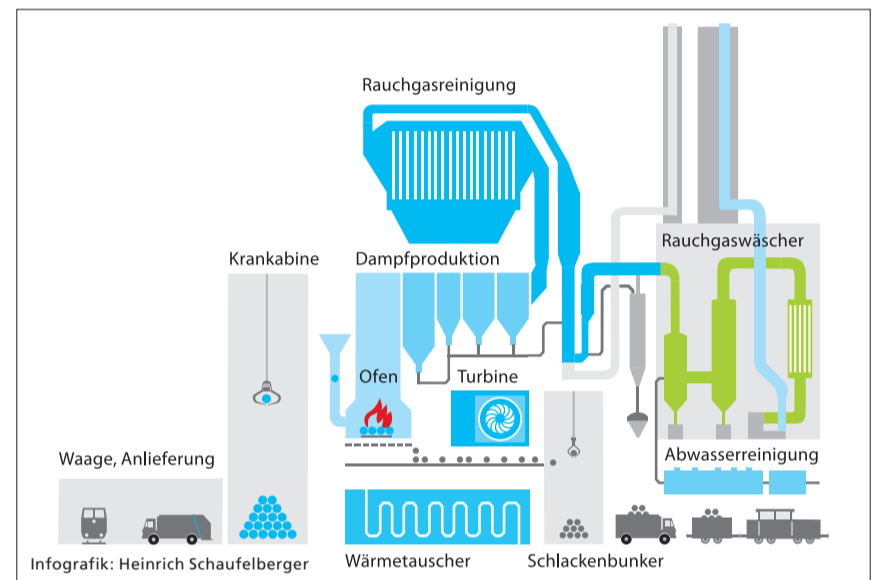 Rauchgasreinigung
Rauchgaswäscher
Krankabine
Dampfproduktion
Ofen
Turbine
Waage, Anlieferung
Abwasserreinigung
Infografik: Heinrich Schaufelberger
Wärmetauscher
Schlackenbunker